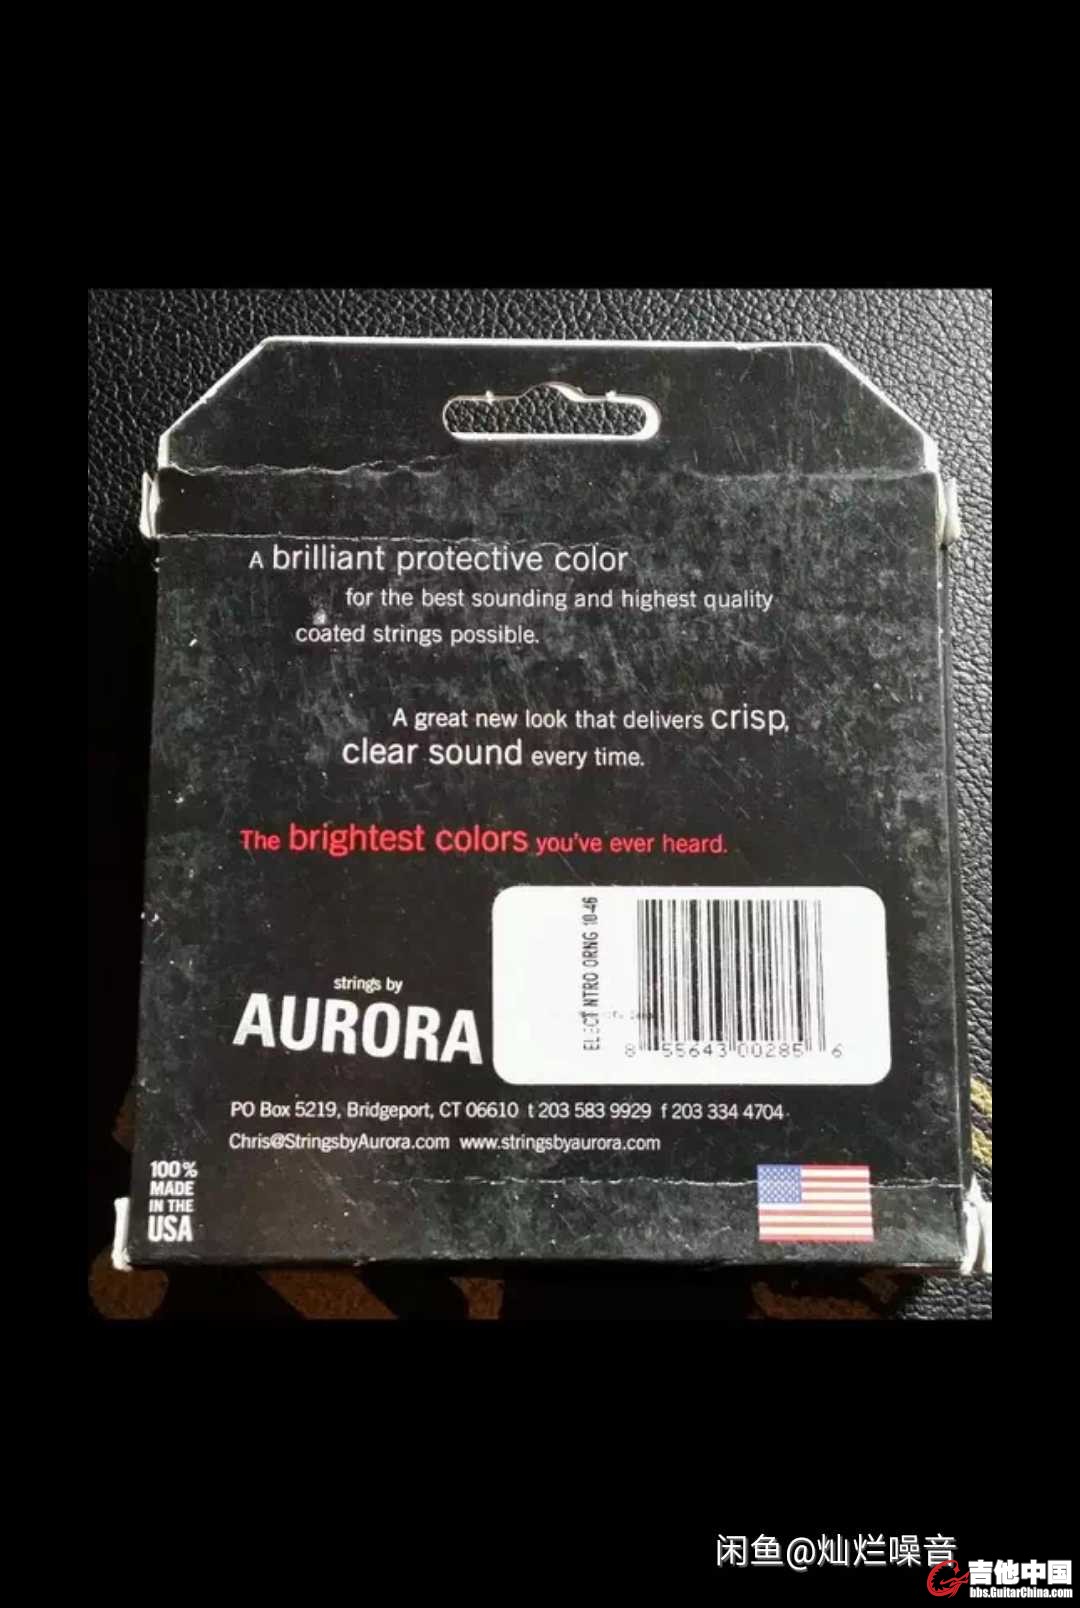 A brilliant protective color
for the best sounding and highest quality
coated strings possible.
A great new look that delivers crisp,
clear sound every time.
The brightest colors you've ever heard.
ELECT NTRO ORNG 10-46
8 55643 00285 6
strings by
AURORA
PO Box 5219, Bridgeport, CT 06610 t 203 583 9929 f 203 334 4704
Chris@StringsbyAurora.com www.stringsbyaurora.com
100%
MADE
IN THE
USA
闲鱼@灿烂噪音
吉他中国
bbs.GuitarChina.com